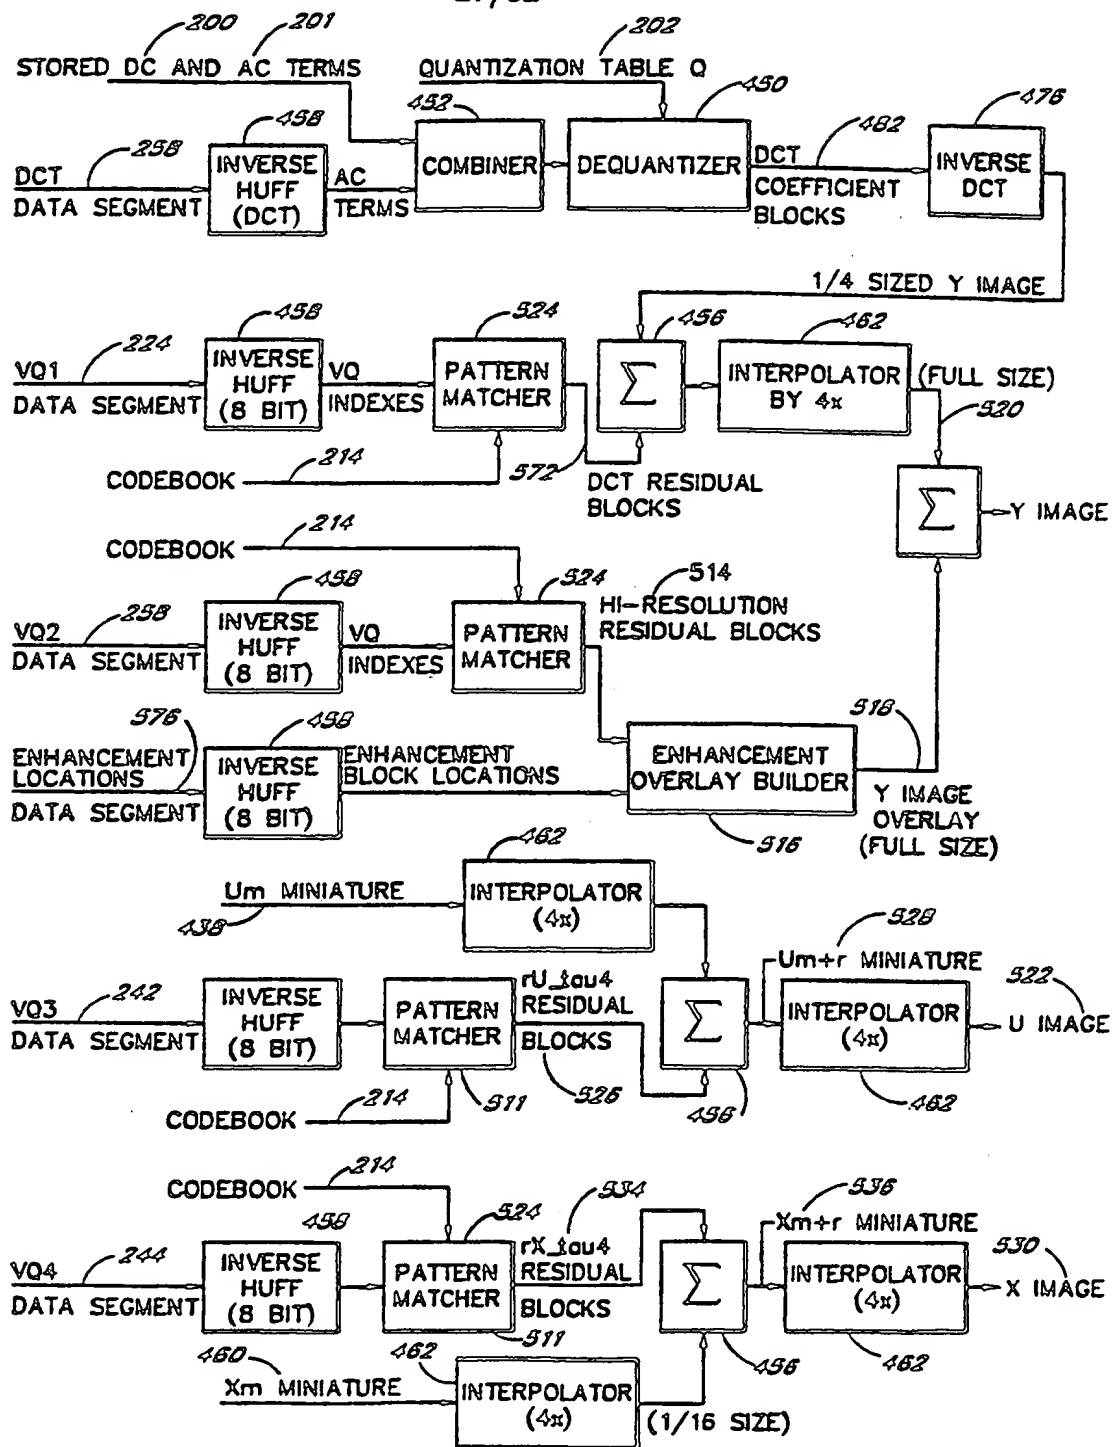 200 201 202
STORED DC AND AC TERMS
QUANTIZATION TABLE Q
452 450 476
458 482
258
DCT
DATA SEGMENT
INVERSE
HUFF
(DCT)
AC
TERMS
COMBINER
DEQUANTIZER
DCT
COEFFICIENT
BLOCKS
INVERSE
DCT
1/4 SIZED Y IMAGE
458 524 456 462
224
VQ1
DATA SEGMENT
INVERSE
HUFF
(8 BIT)
VQ
INDEXES
PATTERN
MATCHER
Σ
INTERPOLATOR
BY 4x
(FULL SIZE)
520
CODEBOOK
214
572
DCT RESIDUAL
BLOCKS
Σ
Y IMAGE
CODEBOOK
214
458 524 514
258
VQ2
DATA SEGMENT
INVERSE
HUFF
(8 BIT)
VQ
INDEXES
PATTERN
MATCHER
HI-RESOLUTION
RESIDUAL BLOCKS
576 458 518
ENHANCEMENT
LOCATIONS
DATA SEGMENT
INVERSE
HUFF
(8 BIT)
ENHANCEMENT
BLOCK LOCATIONS
ENHANCEMENT
OVERLAY BUILDER
516
Y IMAGE
OVERLAY
(FULL SIZE)
462
Um MINIATURE
438
INTERPOLATOR
(4x)
528
Um+r MINIATURE
522
242
VQ3
DATA SEGMENT
INVERSE
HUFF
(8 BIT)
PATTERN
MATCHER
rU_tau4
RESIDUAL
BLOCKS
Σ
INTERPOLATOR
(4x)
U IMAGE
CODEBOOK
214
511 526 456 462
CODEBOOK
214
458 524 534 536
Xm+r MINIATURE
530
244
VQ4
DATA SEGMENT
INVERSE
HUFF
(8 BIT)
PATTERN
MATCHER
rX_tau4
RESIDUAL
BLOCKS
Σ
INTERPOLATOR
(4x)
X IMAGE
511 456 462
460 462
Xm MINIATURE
INTERPOLATOR
(4x)
(1/16 SIZE)